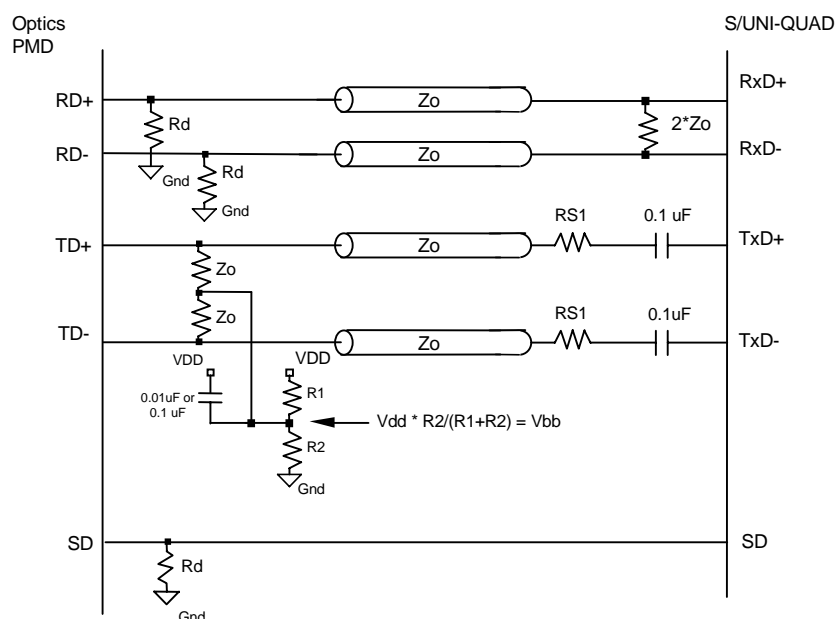 Optics
PMD
S/UNI-QUAD
RD+
Zo
RxD+
Rd
2*Zo
RD-
Gnd
Rd
Zo
RxD-
Gnd
RS1
0.1 uF
TD+
Zo
TxD+
Zo
Zo
RS1
0.1uF
TD-
Zo
TxD-
VDD
VDD
0.01uF or
0.1 uF
R1
Vdd * R2/(R1+R2) = Vbb
R2
Gnd
SD
SD
Rd
Gnd